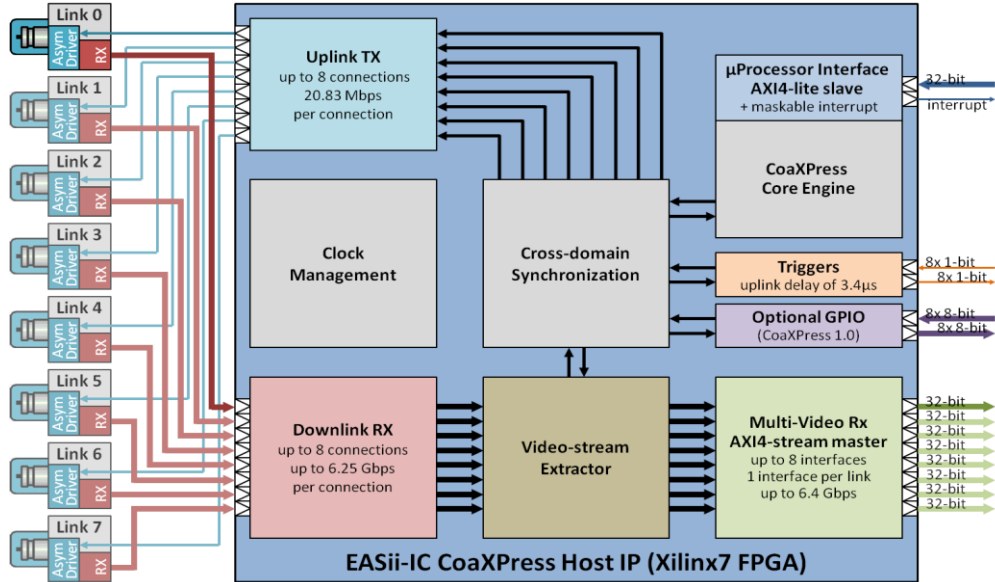 Link 0
Asym
Driver
RX
Link 1
Asym
Driver
RX
Link 2
Asym
Driver
RX
Link 3
Asym
Driver
RX
Link 4
Asym
Driver
RX
Link 5
Asym
Driver
RX
Link 6
Asym
Driver
RX
Link 7
Asym
Driver
RX
Uplink TX
up to 8 connections
20.83 Mbps
per connection
Clock
Management
Downlink RX
up to 8 connections
up to 6.25 Gbps
per connection
Cross-domain
Synchronization
Video-stream
Extractor
µProcessor Interface
AXI4-lite slave
+ maskable interrupt
CoaXPress
Core Engine
Triggers
uplink delay of 3.4µs
Optional GPIO
(CoaXPress 1.0)
Multi-Video Rx
AXI4-stream master
up to 8 interfaces
1 interface per link
up to 6.4 Gbps
32-bit
interrupt
8x 1-bit
8x 1-bit
8x 8-bit
8x 8-bit
32-bit
32-bit
32-bit
32-bit
32-bit
32-bit
32-bit
32-bit
EASii-IC CoaXPress Host IP (Xilinx7 FPGA)